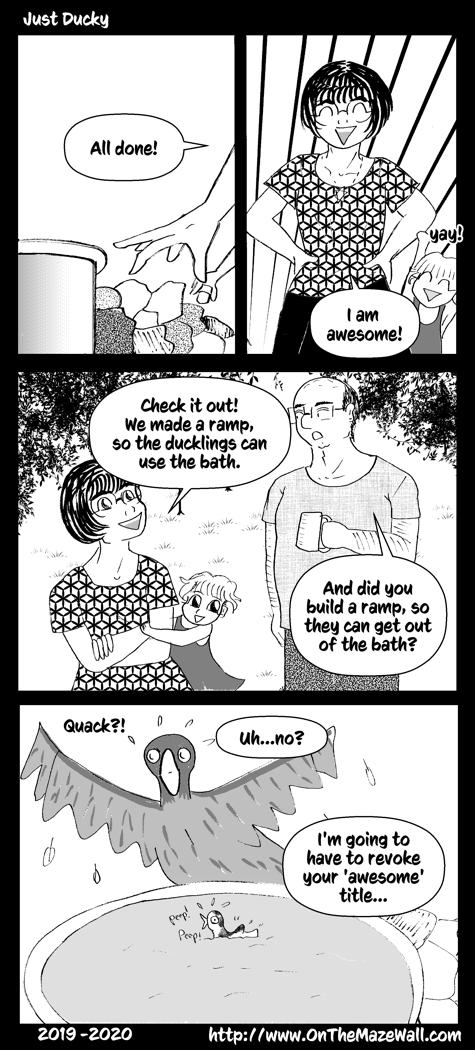 Just Ducky
All done!
yay!
I am
awesome!
Check it out!
We made a ramp,
so the ducklings can
use the bath.
And did you
build a ramp, so
they can get out
of the bath?
Quack?!
Uh...no?
I'm going to
have to revoke
your 'awesome'
title...
peep!
Peep!
2019 -2020
http://www.OnTheMazeWall.com